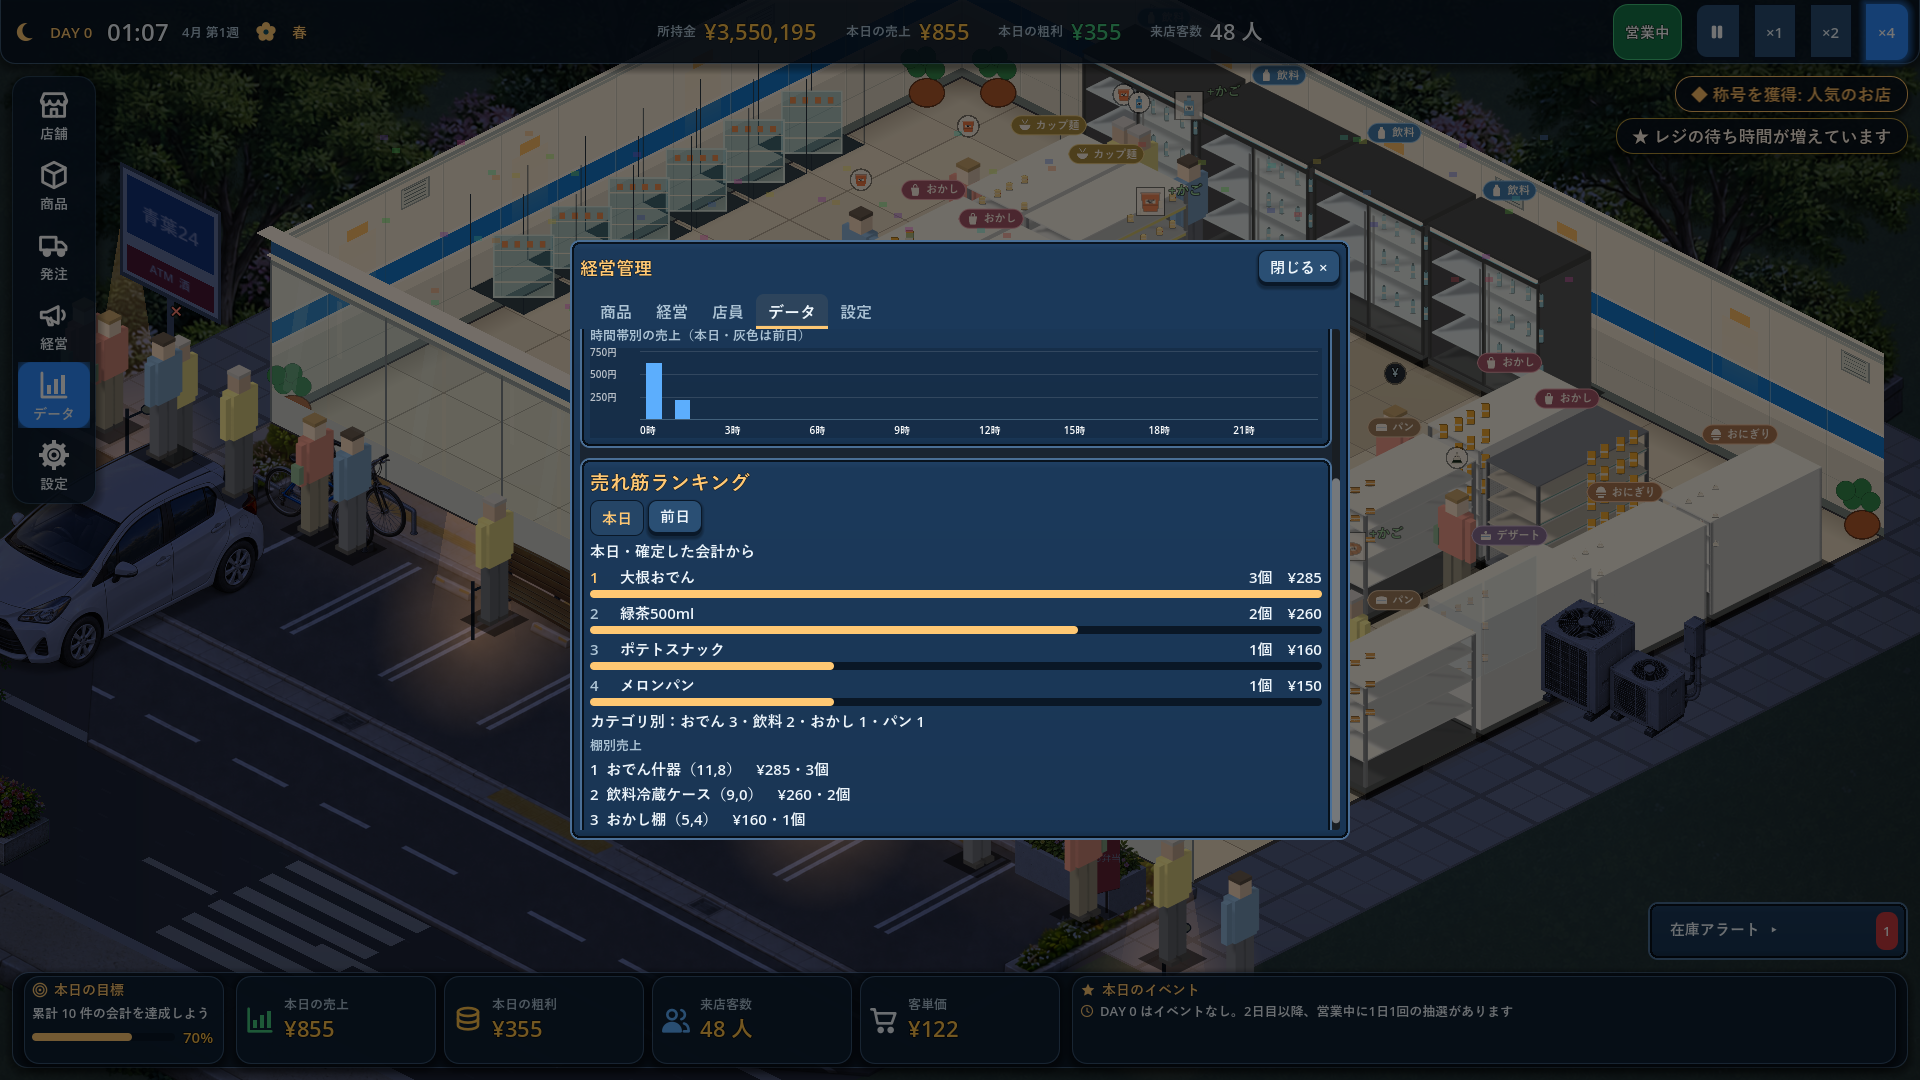 DAY 0 01:07 4月 第1週 春
所持金 ¥3,550,195 本日の売上 ¥855 本日の粗利 ¥355 来店客数 48 人
営業中 ×1 ×2 ×4
◆ 称号を獲得: 人気のお店
★ レジの待ち時間が増えています
店舗
商品
発注
経営
データ
設定
青葉24
ATM 酒
飲料
飲料
飲料
+かご
カップ麺
カップ麺
+かご
おかし
おかし
おかし
おかし
パン
おにぎり
おにぎり
+かご
デザート
パン
経営管理
閉じる ×
商品 経営 店員 データ 設定
時間帯別の売上（本日・灰色は前日）
750円
500円
250円
0時 3時 6時 9時 12時 15時 18時 21時
売れ筋ランキング
本日 前日
本日・確定した会計から
1 大根おでん 3個 ¥285
2 緑茶500ml 2個 ¥260
3 ポテトスナック 1個 ¥160
4 メロンパン 1個 ¥150
カテゴリ別：おでん 3・飲料 2・おかし 1・パン 1
棚別売上
1 おでん什器（11,8） ¥285・3個
2 飲料冷蔵ケース（9,0） ¥260・2個
3 おかし棚（5,4） ¥160・1個
在庫アラート ▸ 1
本日の目標
累計 10 件の会計を達成しよう
70%
本日の売上
¥855
本日の粗利
¥355
来店客数
48 人
客単価
¥122
★ 本日のイベント
DAY 0 はイベントなし。2日目以降、営業中に1日1回の抽選があります